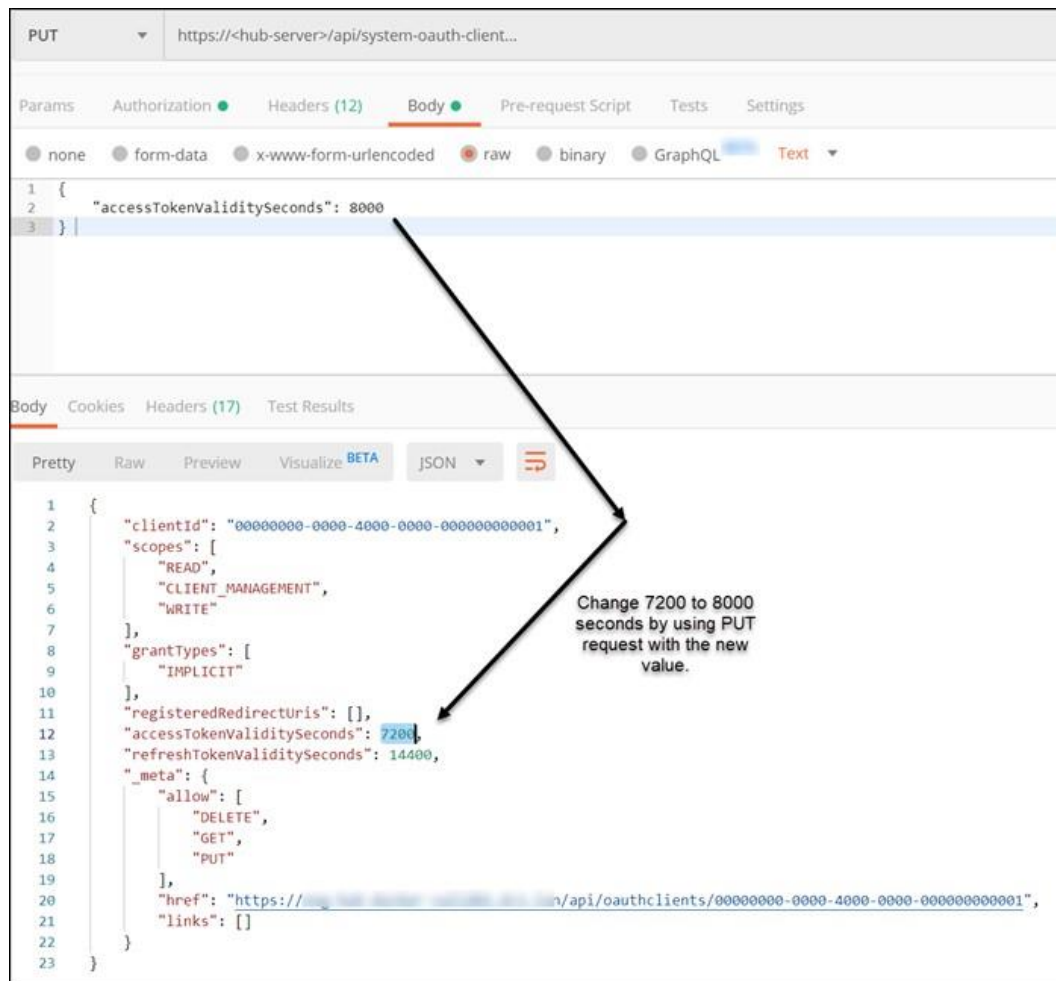 PUT https://<hub-server>/api/system-oauth-client...
Params Authorization Headers (12) Body Pre-request Script Tests Settings
none form-data x-www-form-urlencoded raw binary GraphQL Text
1 {
2 "accessTokenValiditySeconds": 8000
3 }
Body Cookies Headers (17) Test Results
Pretty Raw Preview Visualize BETA JSON
1 {
2 "clientId": "00000000-0000-4000-0000-000000000001",
3 "scopes": [
4 "READ",
5 "CLIENT_MANAGEMENT",
6 "WRITE"
7 ],
8 "grantTypes": [
9 "IMPLICIT"
10 ],
11 "registeredRedirectUris": [],
12 "accessTokenValiditySeconds": 7200,
13 "refreshTokenValiditySeconds": 14400,
14 "_meta": {
15 "allow": [
16 "DELETE",
17 "GET",
18 "PUT"
19 ],
20 "href": "https:// n/api/oauthclients/00000000-0000-4000-0000-000000000001",
21 "links": []
22 }
23 }
Change 7200 to 8000
seconds by using PUT
request with the new
value.